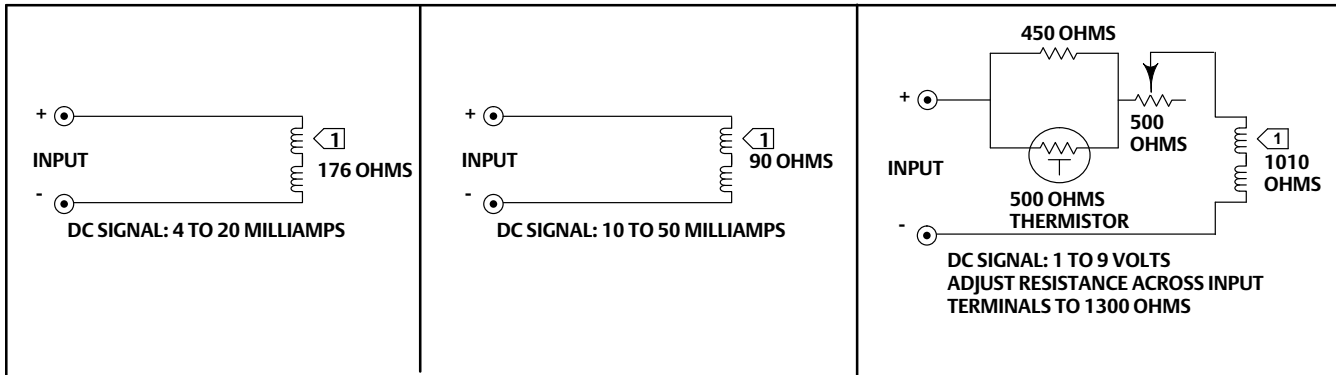 +
1
INPUT
176 OHMS
-
DC SIGNAL: 4 TO 20 MILLIAMPS
+
1
INPUT
90 OHMS
-
DC SIGNAL: 10 TO 50 MILLIAMPS
450 OHMS
+
500
OHMS
1
1010
OHMS
INPUT
500 OHMS
THERMISTOR
-
DC SIGNAL: 1 TO 9 VOLTS
ADJUST RESISTANCE ACROSS INPUT
TERMINALS TO 1300 OHMS